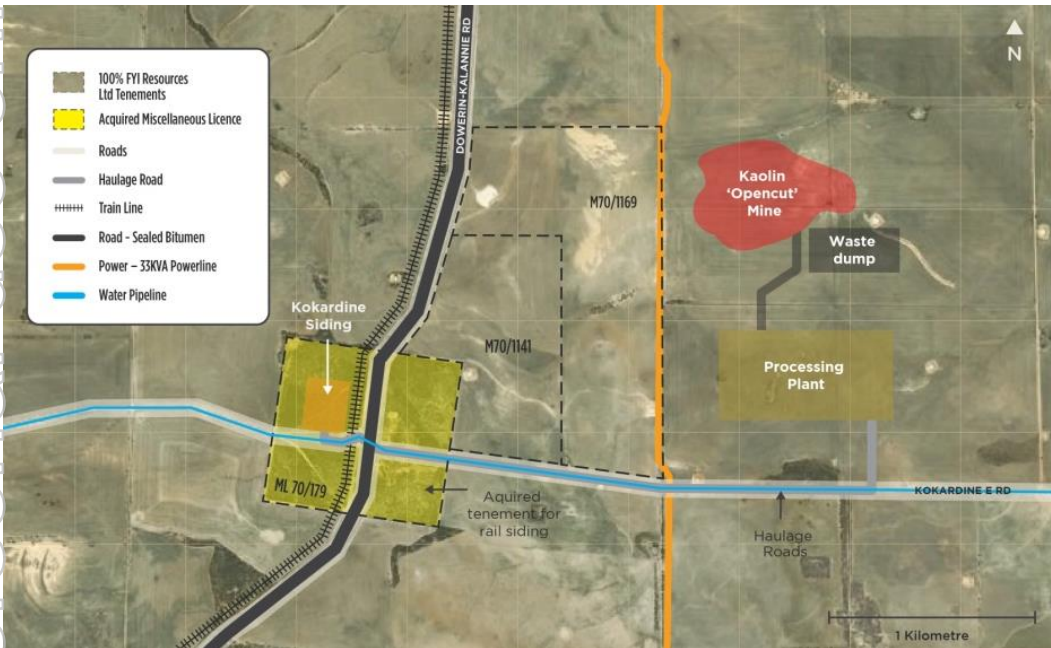 100% FYI Resources
Ltd Tenements
Acquired Miscellaneous Licence
Roads
Haulage Road
Train Line
Road - Sealed Bitumen
Power – 33KVA Powerline
Water Pipeline
DOWERIN-KALANNIE RD
N
M70/1169
Kaolin
‘Opencut’
Mine
Waste
dump
Kokardine
Siding
M70/1141
Processing
Plant
ML 70/179
Aquired
tenement for
rail siding
KOKARDINE E RD
Haulage
Roads
1 Kilometre